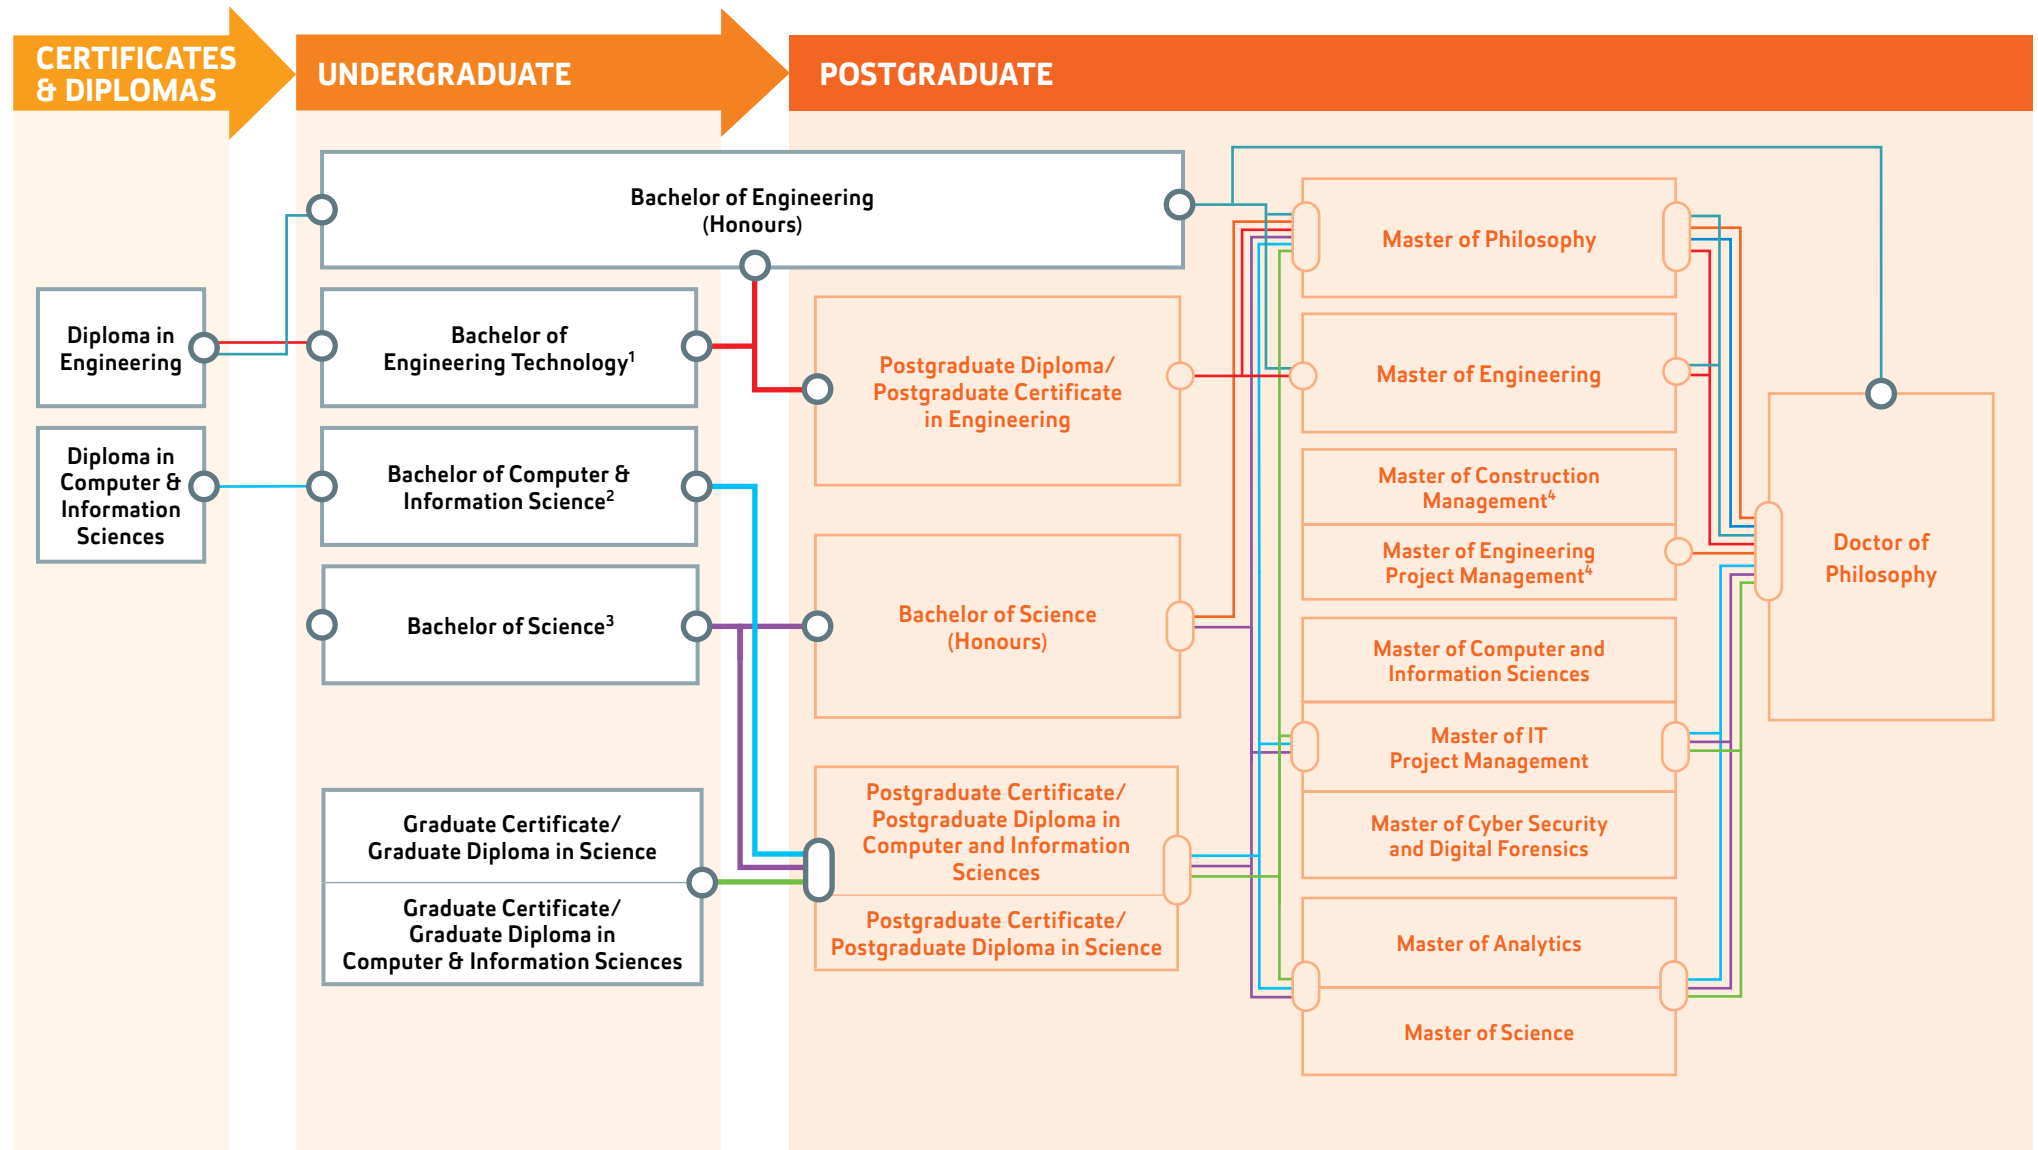 CERTIFICATES
& DIPLOMAS
UNDERGRADUATE
POSTGRADUATE
Bachelor of Engineering
(Honours)
Diploma in
Engineering
Bachelor of
Engineering Technology¹
Diploma in
Computer &
Information
Sciences
Bachelor of Computer &
Information Science²
Bachelor of Science³
Graduate Certificate/
Graduate Diploma in Science
Graduate Certificate/
Graduate Diploma in
Computer & Information Sciences
Postgraduate Diploma/
Postgraduate Certificate
in Engineering
Bachelor of Science
(Honours)
Postgraduate Certificate/
Postgraduate Diploma in
Computer and Information
Sciences
Postgraduate Certificate/
Postgraduate Diploma in Science
Master of Philosophy
Master of Engineering
Master of Construction
Management⁴
Master of Engineering
Project Management⁴
Master of Computer and
Information Sciences
Master of IT
Project Management
Master of Cyber Security
and Digital Forensics
Master of Analytics
Master of Science
Doctor of
Philosophy